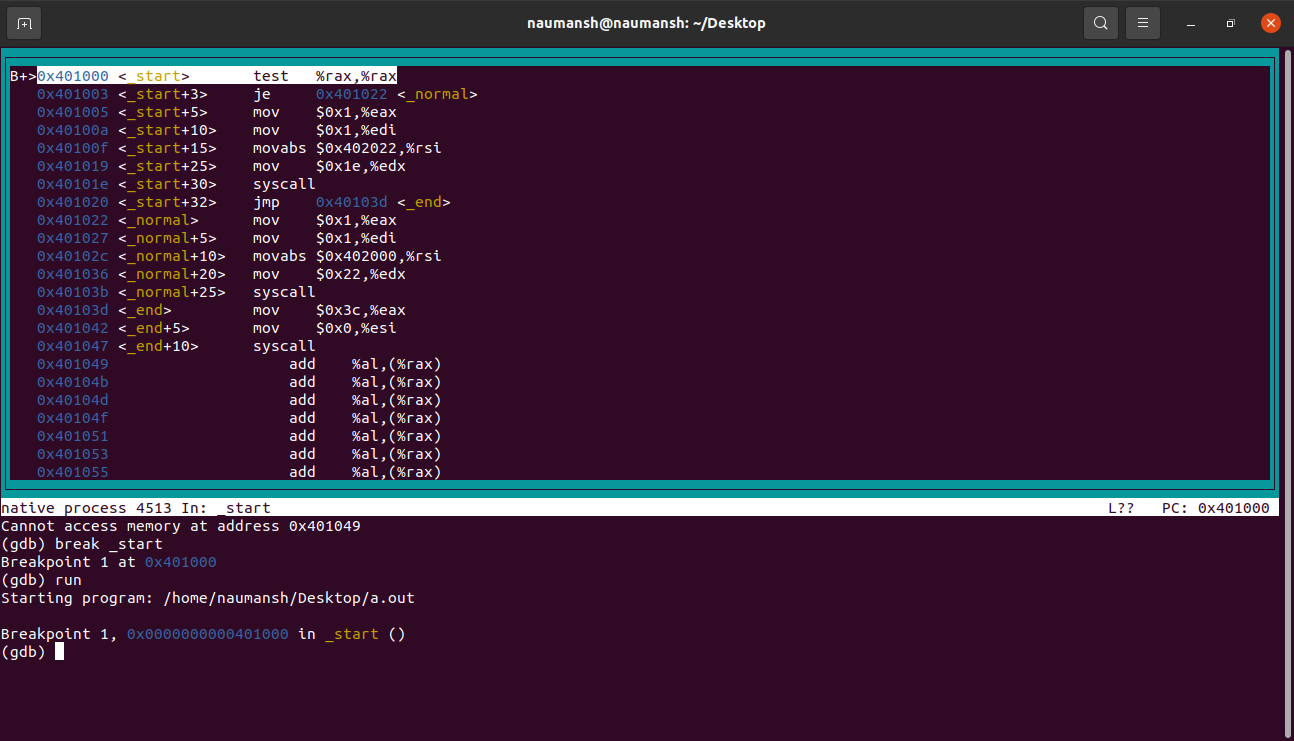 naumansh@naumansh: ~/Desktop
B+>0x401000 <_start>       test   %rax,%rax
   0x401003 <_start+3>     je     0x401022 <_normal>
   0x401005 <_start+5>     mov    $0x1,%eax
   0x40100a <_start+10>    mov    $0x1,%edi
   0x40100f <_start+15>    movabs $0x402022,%rsi
   0x401019 <_start+25>    mov    $0x1e,%edx
   0x40101e <_start+30>    syscall
   0x401020 <_start+32>    jmp    0x40103d <_end>
   0x401022 <_normal>      mov    $0x1,%eax
   0x401027 <_normal+5>    mov    $0x1,%edi
   0x40102c <_normal+10>   movabs $0x402000,%rsi
   0x401036 <_normal+20>   mov    $0x22,%edx
   0x40103b <_normal+25>   syscall
   0x40103d <_end>         mov    $0x3c,%eax
   0x401042 <_end+5>       mov    $0x0,%esi
   0x401047 <_end+10>      syscall
   0x401049                    add    %al,(%rax)
   0x40104b                    add    %al,(%rax)
   0x40104d                    add    %al,(%rax)
   0x40104f                    add    %al,(%rax)
   0x401051                    add    %al,(%rax)
   0x401053                    add    %al,(%rax)
   0x401055                    add    %al,(%rax)
native process 4513 In: _start                    L??   PC: 0x401000
Cannot access memory at address 0x401049
(gdb) break _start
Breakpoint 1 at 0x401000
(gdb) run
Starting program: /home/naumansh/Desktop/a.out
Breakpoint 1, 0x0000000000401000 in _start ()
(gdb)